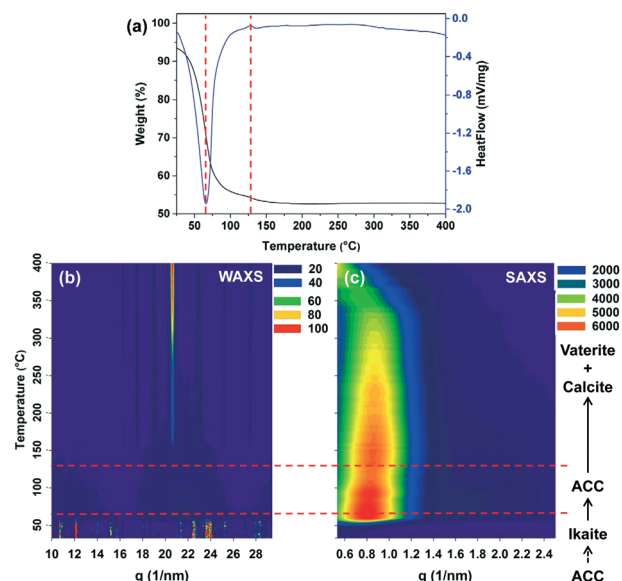 (a)
100
90
80
70
60
50
Weight (%)
0.0
-0.4
-0.8
-1.2
-1.6
-2.0
HeatFlow (mV/mg)
50 100 150 200 250 300 350 400
Temperature (°C)
(b) WAXS
20
40
60
80
100
400
350
300
250
200
150
100
50
Temperature (°C)
10 12 14 16 18 20 22 24 26 28
q (1/nm)
(c) SAXS
2000
3000
4000
5000
6000
0.6 0.8 1.0 1.2 1.4 1.6 1.8 2.0 2.2 2.4
q (1/nm)
Vaterite
+
Calcite
ACC
Ikaite
ACC